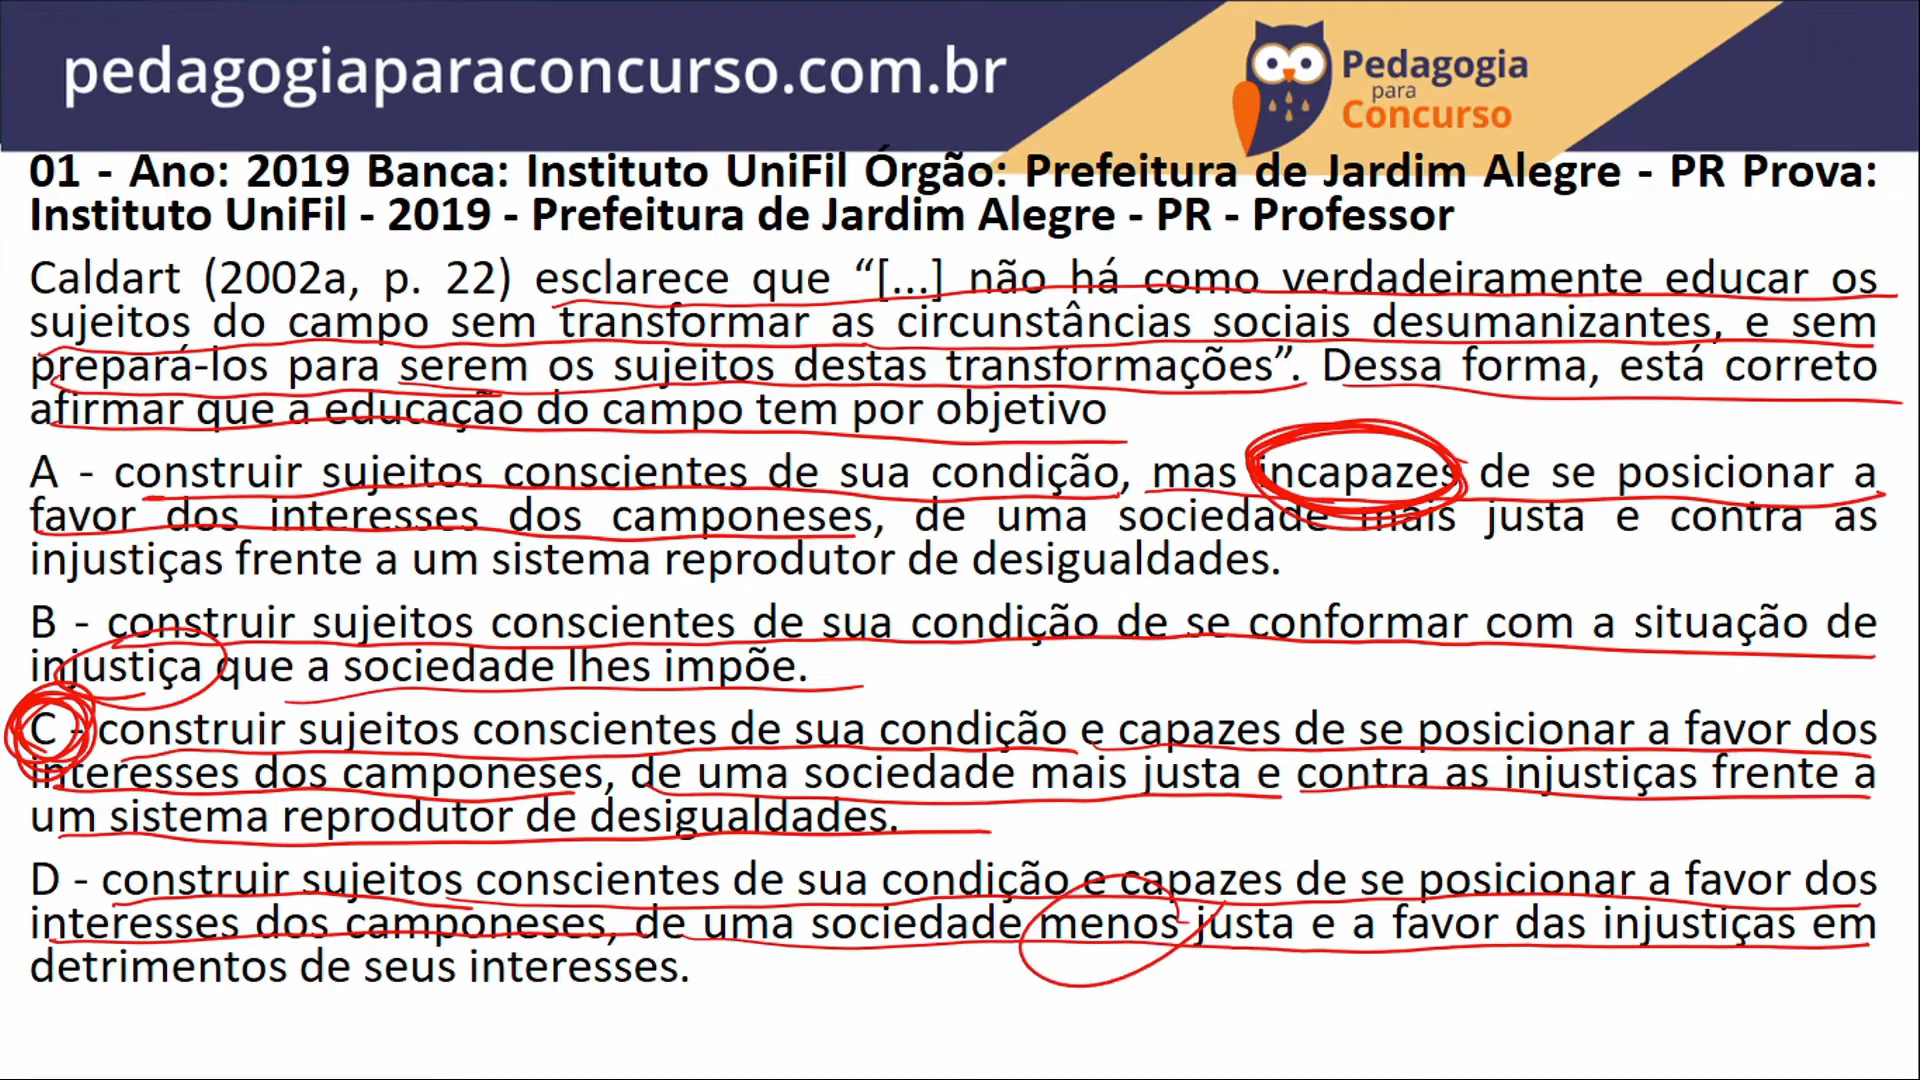 pedagogiaparaconcurso.com.br
Pedagogia
para
Concurso
01 - Ano: 2019 Banca: Instituto UniFil Órgão: Prefeitura de Jardim Alegre - PR Prova:
Instituto UniFil - 2019 - Prefeitura de Jardim Alegre - PR - Professor
Caldart (2002a, p. 22) esclarece que “[...] não há como verdadeiramente educar os
sujeitos do campo sem transformar as circunstâncias sociais desumanizantes, e sem
prepará-los para serem os sujeitos destas transformações”. Dessa forma, está correto
afirmar que a educação do campo tem por objetivo
A - construir sujeitos conscientes de sua condição, mas incapazes de se posicionar a
favor dos interesses dos camponeses, de uma sociedade mais justa e contra as
injustiças frente a um sistema reprodutor de desigualdades.
B - construir sujeitos conscientes de sua condição de se conformar com a situação de
injustiça que a sociedade lhes impõe.
C - construir sujeitos conscientes de sua condição e capazes de se posicionar a favor dos
interesses dos camponeses, de uma sociedade mais justa e contra as injustiças frente a
um sistema reprodutor de desigualdades.
D - construir sujeitos conscientes de sua condição e capazes de se posicionar a favor dos
interesses dos camponeses, de uma sociedade menos justa e a favor das injustiças em
detrimentos de seus interesses.